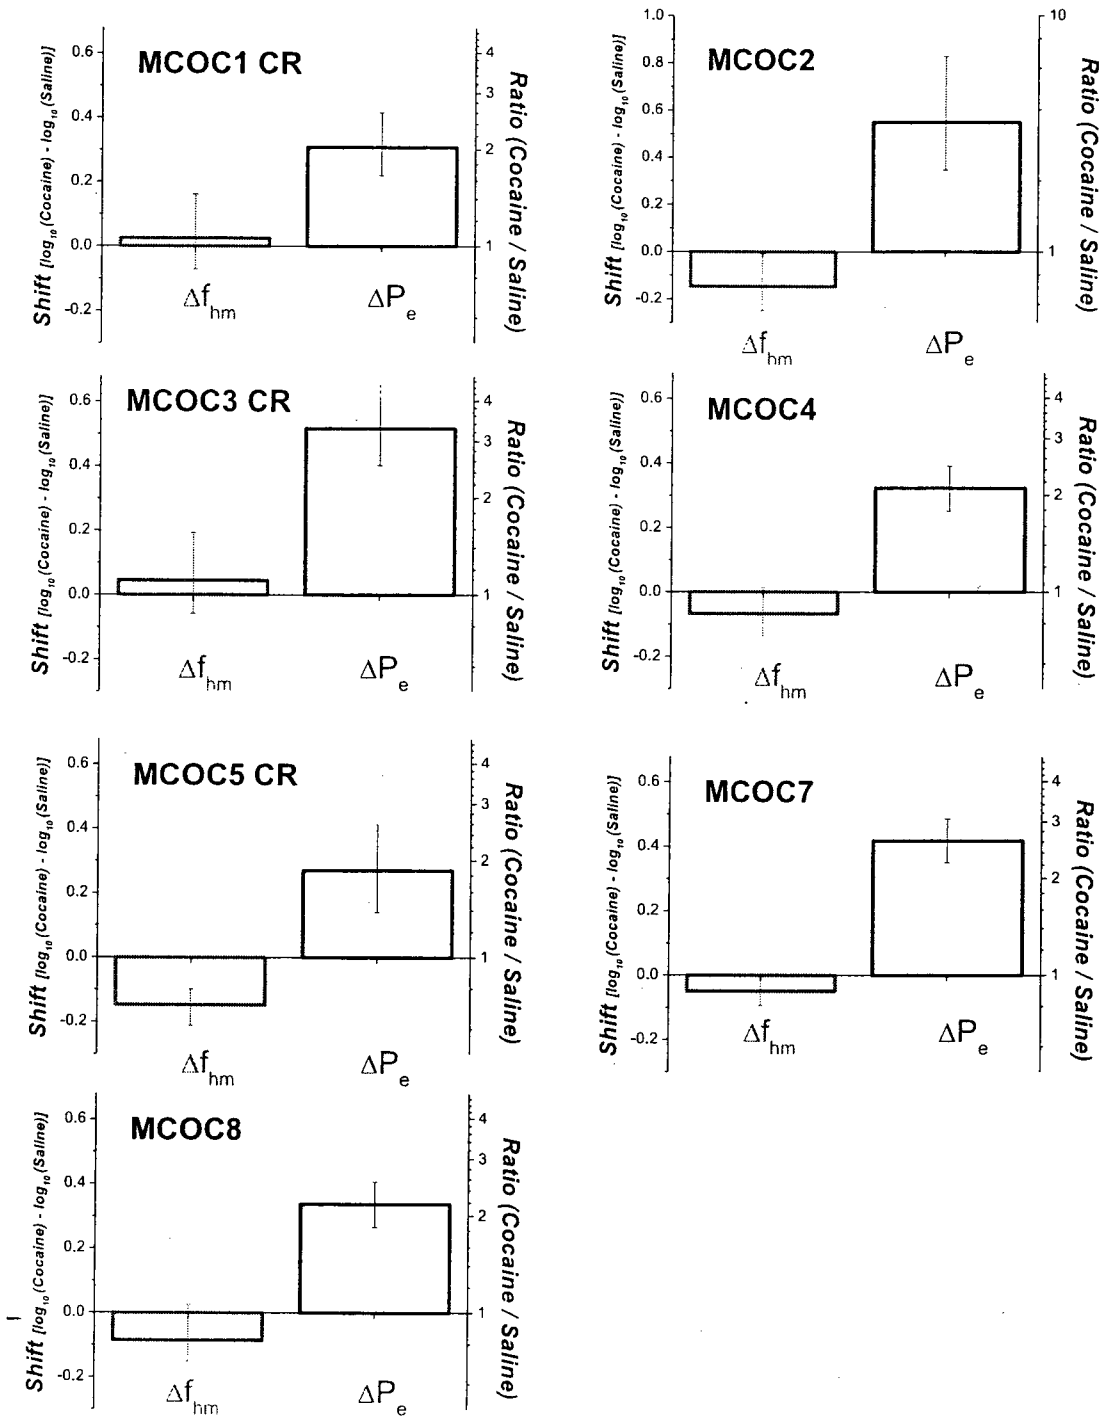 MCOC1 CR
Shift [log10(Cocaine) - log10(Saline)]
0.6
0.4
0.2
0.0
-0.2
Δfhm
ΔPe
4
3
2
1
Ratio (Cocaine / Saline)
MCOC2
Shift [log10(Cocaine) - log10(Saline)]
1.0
0.8
0.6
0.4
0.2
0.0
-0.2
Δfhm
ΔPe
10
2
1
Ratio (Cocaine / Saline)
MCOC3 CR
Shift [log10(Cocaine) - log10(Saline)]
0.6
0.4
0.2
0.0
-0.2
Δfhm
ΔPe
4
3
2
1
Ratio (Cocaine / Saline)
MCOC4
Shift [log10(Cocaine) - log10(Saline)]
0.6
0.4
0.2
0.0
-0.2
Δfhm
ΔPe
4
3
2
1
Ratio (Cocaine / Saline)
MCOC5 CR
Shift [log10(Cocaine) - log10(Saline)]
0.6
0.4
0.2
0.0
-0.2
Δfhm
ΔPe
4
3
2
1
Ratio (Cocaine / Saline)
MCOC7
Shift [log10(Cocaine) - log10(Saline)]
0.6
0.4
0.2
0.0
-0.2
Δfhm
ΔPe
4
3
2
1
Ratio (Cocaine / Saline)
MCOC8
Shift [log10(Cocaine) - log10(Saline)]
0.6
0.4
0.2
0.0
-0.2
Δfhm
ΔPe
4
3
2
1
Ratio (Cocaine / Saline)